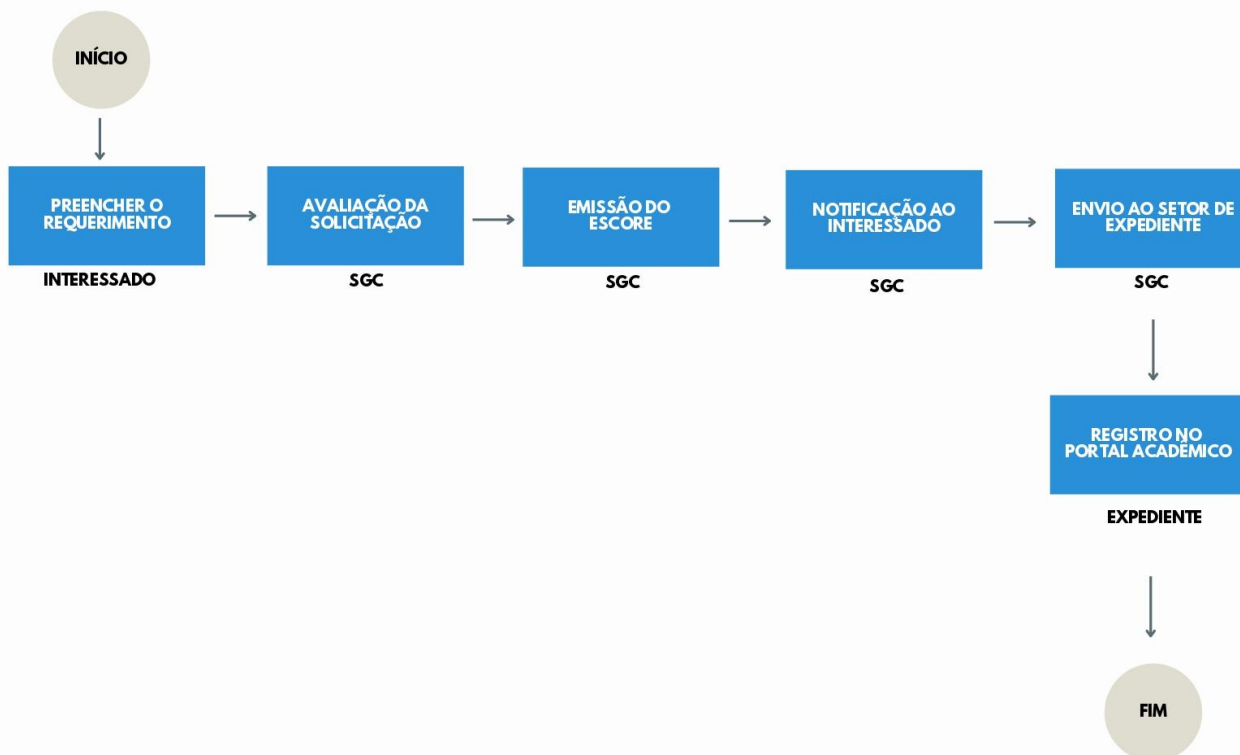 INÍCIO
PREENCHER O
REQUERIMENTO
INTERESSADO
AVALIAÇÃO DA
SOLICITAÇÃO
SGC
EMISSÃO DO
ESCORE
SGC
NOTIFICAÇÃO AO
INTERESSADO
SGC
ENVIO AO SETOR DE
EXPEDIENTE
SGC
REGISTRO NO
PORTAL ACADÊMICO
EXPEDIENTE
FIM